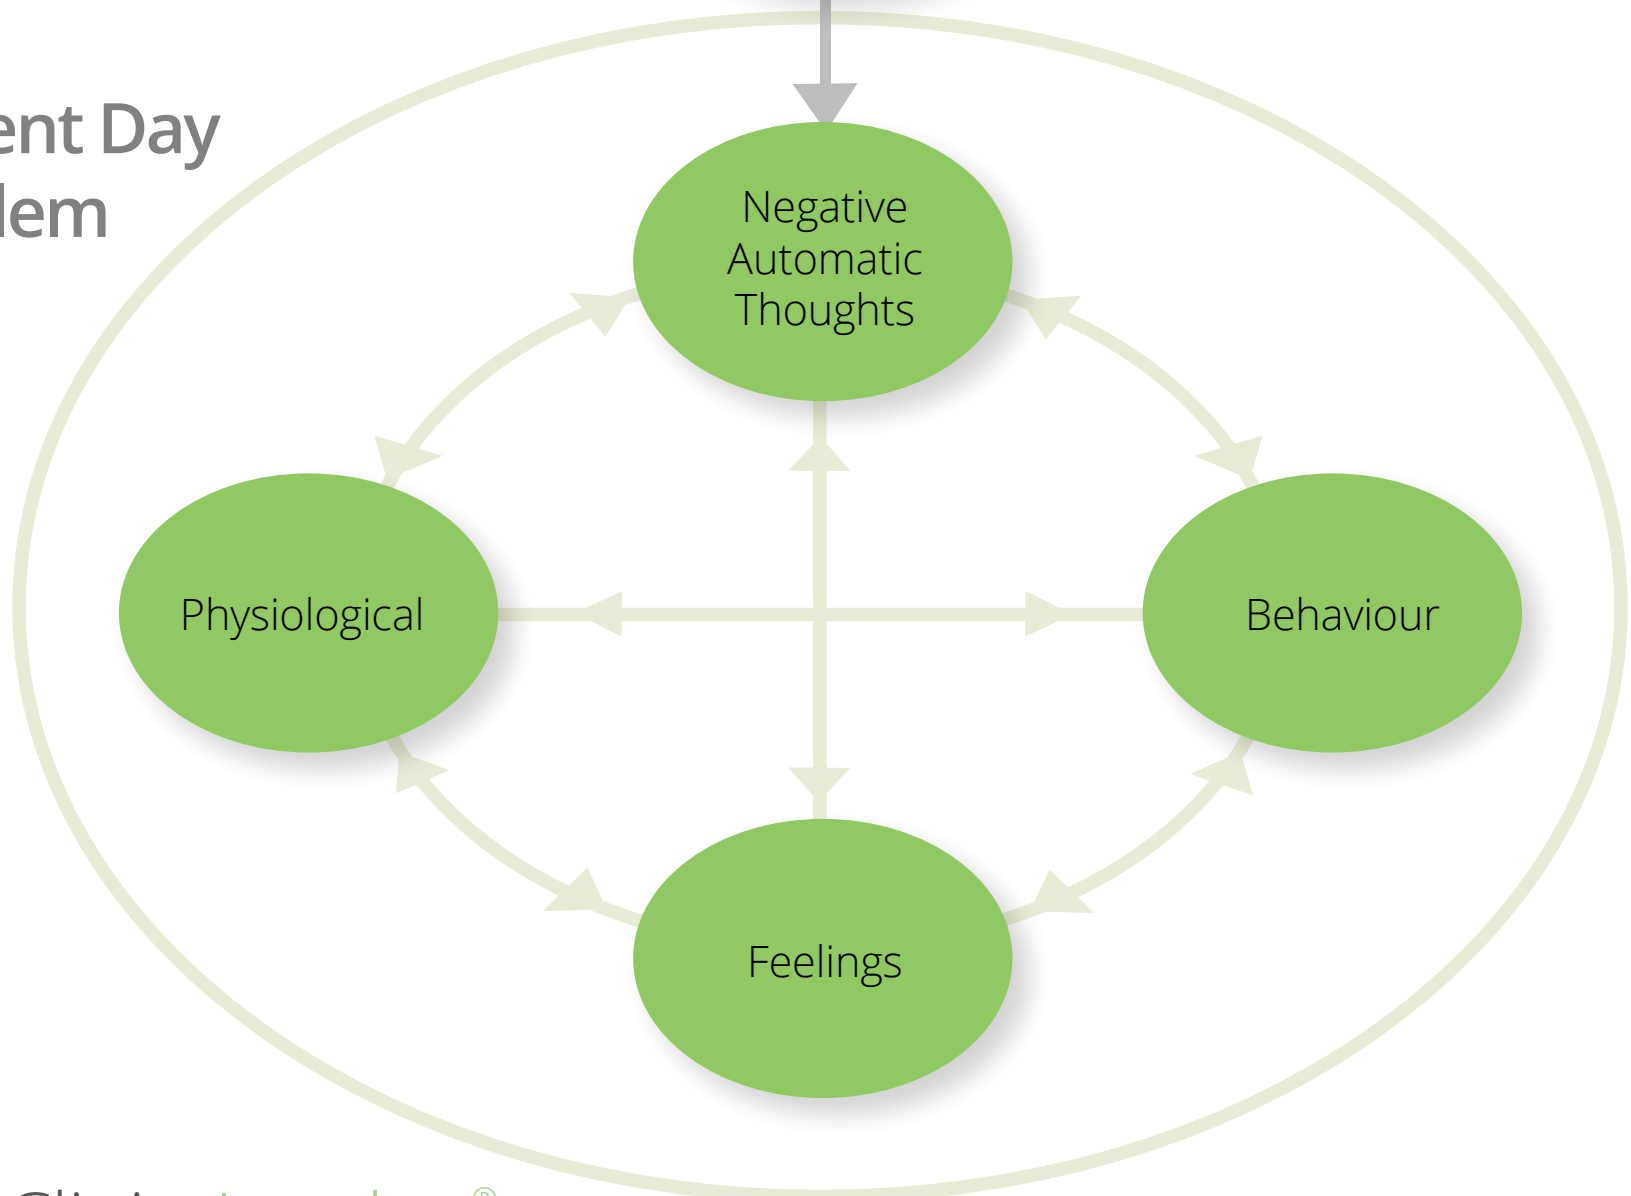 ent Day
lem
Negative
Automatic
Thoughts
Physiological
Behaviour
Feelings